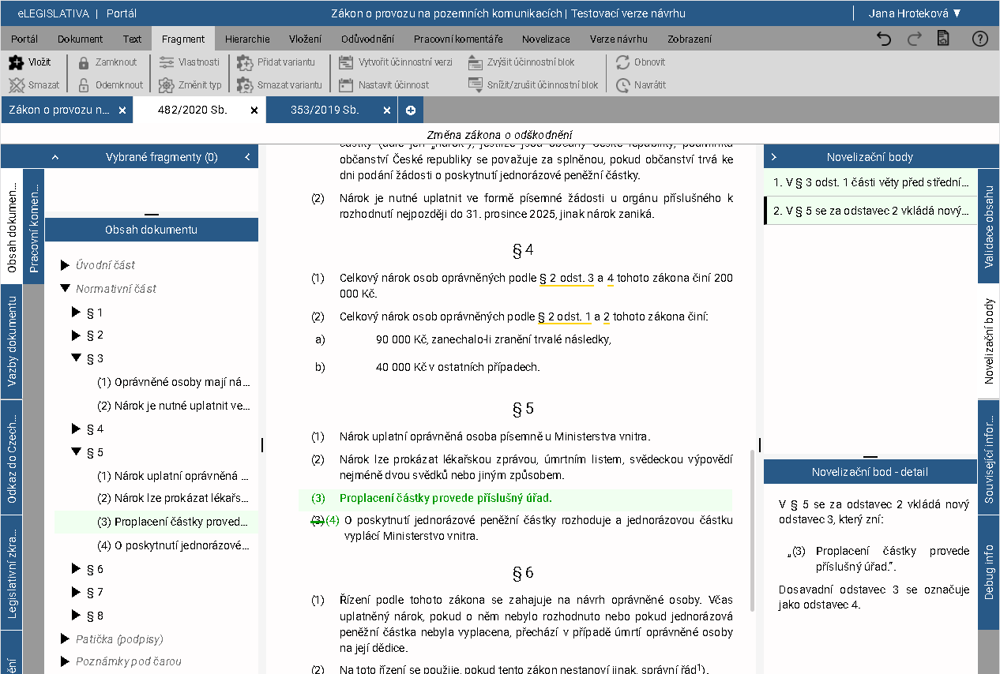 eLEGISLATIVA | Portál
Zákon o provozu na pozemních komunikacích | Testovací verze návrhu
Jana Hroteková ▼
Portál Dokument Text Fragment Hierarchie Vložení Odůvodnění Pracovní komentáře Novelizace Verze návrhu Zobrazení
Vložit Zamknout Vlastnosti Přidat variantu Vytvořit účinnostní verzi Zvýšit účinnostní blok Obnovit
Smazat Odemknout Změnit typ Smazat variantu Nastavit účinnost Snížit/zrušit účinnostní blok Navrátit
Zákon o provozu n... 482/2020 Sb. 353/2019 Sb.
Změna zákona o odškodnění
Obsah dokumen...
Vazby dokumentu
Odkaz do Czech...
Legislativní zkra...
Pracovní komen...
Vybrané fragmenty (0)
Obsah dokumentu
Úvodní část
Normativní část
§ 1
§ 2
§ 3
(1) Oprávněné osoby mají ná...
(2) Nárok je nutné uplatnit ve...
§ 4
§ 5
(1) Nárok uplatní oprávněná ...
(2) Nárok lze prokázat lékařs...
(3) Proplacení částky proved...
(4) O poskytnutí jednorázové...
§ 6
§ 7
§ 8
Patička (podpisy)
Poznámky pod čarou
částky (dále jen „nárok“), jestliže jsou občany České republiky; podmínka
občanství České republiky se považuje za splněnou, pokud občanství trvá ke
dni podání žádosti o poskytnutí jednorázové peněžní částky.
(2) Nárok je nutné uplatnit ve formě písemné žádosti u orgánu příslušného k
rozhodnutí nejpozději do 31. prosince 2025, jinak nárok zaniká.
§ 4
(1) Celkový nárok osob oprávněných podle § 2 odst. 3 a 4 tohoto zákona činí 200
000 Kč.
(2) Celkový nárok osob oprávněných podle § 2 odst. 1 a 2 tohoto zákona činí:
a) 90 000 Kč, zanechalo-li zranění trvalé následky,
b) 40 000 Kč v ostatních případech.
§ 5
(1) Nárok uplatní oprávněná osoba písemně u Ministerstva vnitra.
(2) Nárok lze prokázat lékařskou zprávou, úmrtním listem, svědeckou výpovědí
nejméně dvou svědků nebo jiným způsobem.
(3) Proplacení částky provede příslušný úřad.
(3)(4) O poskytnutí jednorázové peněžní částky rozhoduje a jednorázovou částku
vyplácí Ministerstvo vnitra.
§ 6
(1) Řízení podle tohoto zákona se zahajuje na návrh oprávněné osoby. Včas
uplatněný nárok, pokud o něm nebylo rozhodnuto nebo pokud jednorázová
peněžní částka nebyla vyplacena, přechází v případě úmrtí oprávněné osoby
na její dědice.
(2) Na toto řízení se použije, pokud tento zákon nestanoví jinak, správní řád1).
Novelizační body
1. V § 3 odst. 1 části věty před střední...
2. V § 5 se za odstavec 2 vkládá nový...
Novelizační bod - detail
V § 5 se za odstavec 2 vkládá nový
odstavec 3, který zní:
„(3) Proplacení částky provede
příslušný úřad.“.
Dosavadní odstavec 3 se označuje
jako odstavec 4.
Validace obsahu
Novelizační body
Související infor...
Debug info